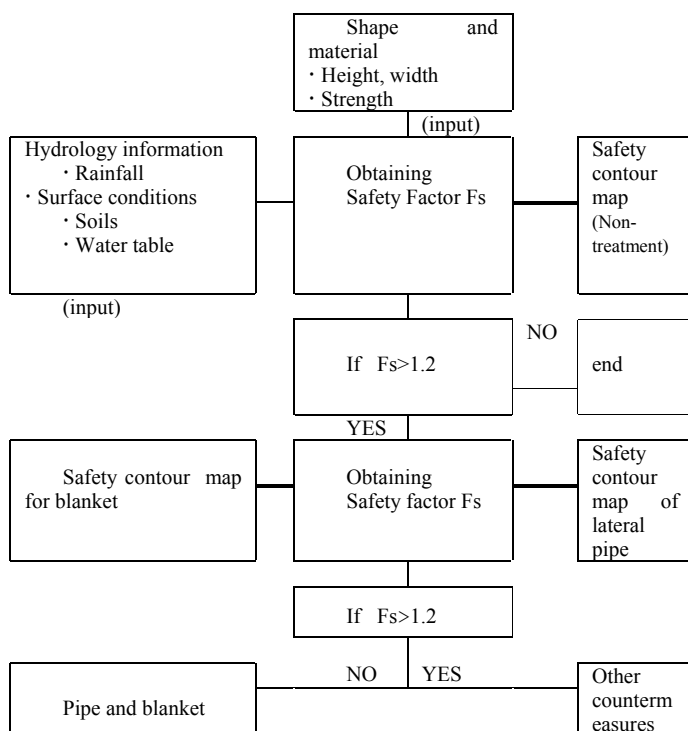 Shape and
material
· Height, width
· Strength
(input)
Hydrology information
· Rainfall
· Surface conditions
· Soils
· Water table
(input)
Obtaining
Safety Factor Fs
Safety
contour
map
(Non-
treatment)
If Fs>1.2
NO
end
YES
Safety contour map
for blanket
Obtaining
Safety factor Fs
Safety
contour
map of
lateral
pipe
If Fs>1.2
NO YES
Pipe and blanket
Other
counterm
easures